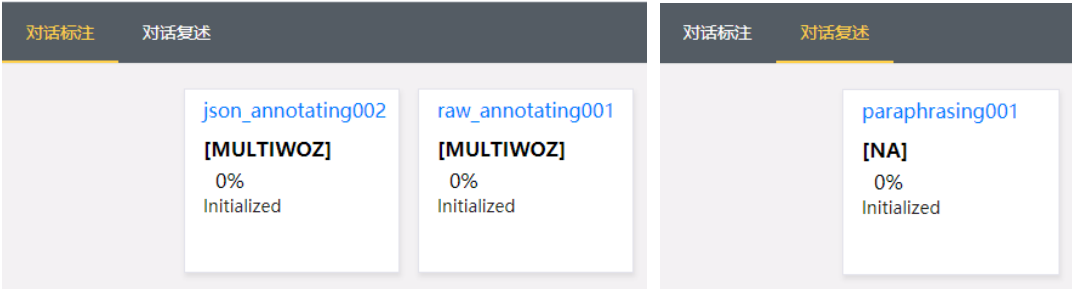 对话标注 对话复述
json_annotating002 raw_annotating001
[MULTIWOZ] [MULTIWOZ]
0% 0%
Initialized Initialized
对话标注 对话复述
paraphrasing001
[NA]
0%
Initialized